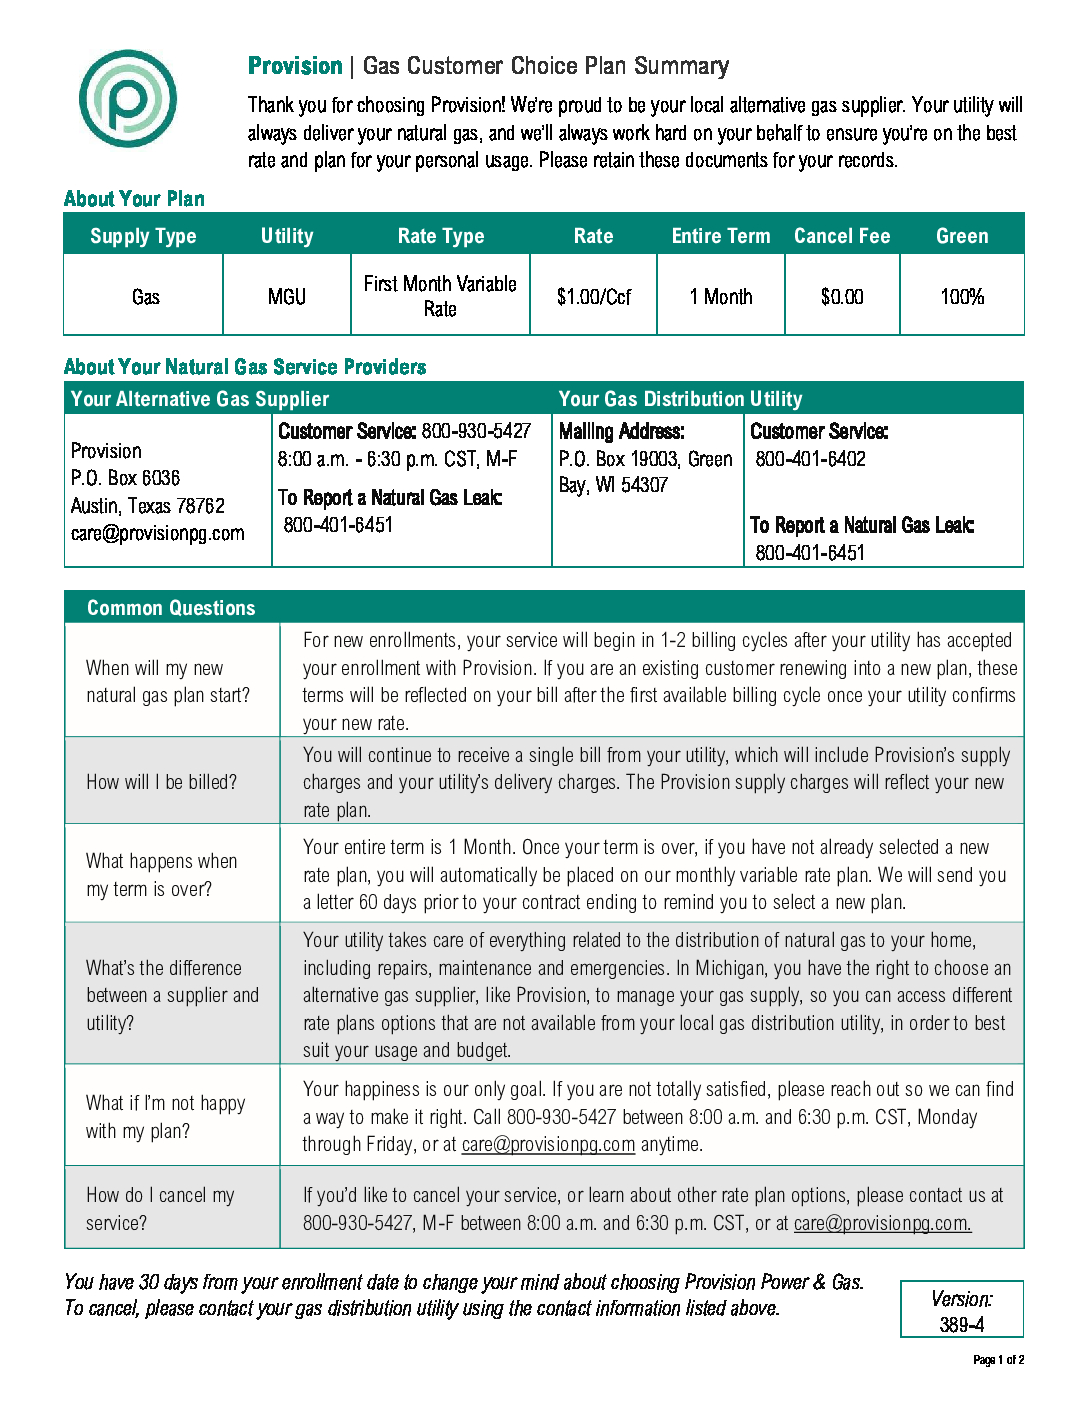 Provision | Gas Customer Choice Plan Summary
Thank you for choosing Provision! We're proud to be your local alternative gas supplier. Your utility will
always deliver your natural gas, and we'll always work hard on your behalf to ensure you're on the best
rate and plan for your personal usage. Please retain these documents for your records.
About Your Plan
Supply Type Utility Rate Type Rate Entire Term Cancel Fee Green
Gas MGU First Month Variable
Rate $1.00/Ccf 1 Month $0.00 100%
About Your Natural Gas Service Providers
Your Alternative Gas Supplier Your Gas Distribution Utility
Provision
P.O. Box 6036
Austin, Texas 78762
care@provisionpg.com
Customer Service: 800-930-5427
8:00 a.m. - 6:30 p.m. CST, M-F
To Report a Natural Gas Leak:
800-401-6451
Mailing Address:
P.O. Box 19003, Green
Bay, WI 54307
Customer Service:
800-401-6402
To Report a Natural Gas Leak:
800-401-6451
Common Questions
When will my new
natural gas plan start?
For new enrollments, your service will begin in 1-2 billing cycles after your utility has accepted
your enrollment with Provision. If you are an existing customer renewing into a new plan, these
terms will be reflected on your bill after the first available billing cycle once your utility confirms
your new rate.
How will I be billed?
You will continue to receive a single bill from your utility, which will include Provision's supply
charges and your utility's delivery charges. The Provision supply charges will reflect your new
rate plan.
What happens when
my term is over?
Your entire term is 1 Month. Once your term is over, if you have not already selected a new
rate plan, you will automatically be placed on our monthly variable rate plan. We will send you
a letter 60 days prior to your contract ending to remind you to select a new plan.
What's the difference
between a supplier and
utility?
Your utility takes care of everything related to the distribution of natural gas to your home,
including repairs, maintenance and emergencies. In Michigan, you have the right to choose an
alternative gas supplier, like Provision, to manage your gas supply, so you can access different
rate plans options that are not available from your local gas distribution utility, in order to best
suit your usage and budget.
What if I'm not happy
with my plan?
Your happiness is our only goal. If you are not totally satisfied, please reach out so we can find
a way to make it right. Call 800-930-5427 between 8:00 a.m. and 6:30 p.m. CST, Monday
through Friday, or at care@provisionpg.com anytime.
How do I cancel my
service?
If you'd like to cancel your service, or learn about other rate plan options, please contact us at
800-930-5427, M-F between 8:00 a.m. and 6:30 p.m. CST, or at care@provisionpg.com.
You have 30 days from your enrollment date to change your mind about choosing Provision Power & Gas.
To cancel, please contact your gas distribution utility using the contact information listed above.
Version:
389-4
Page 1 of 2